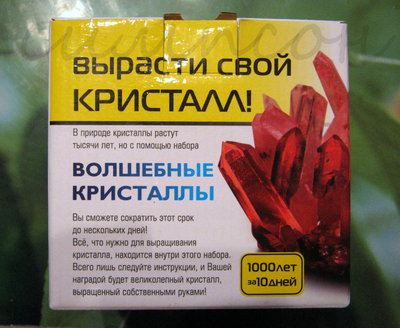 симпсон
вырасти свой
КРИСТАЛЛ!
В природе кристаллы растут
тысячи лет, но с помощью набора
ВОЛШЕБНЫЕ
КРИСТАЛЛЫ
Вы сможете сократить этот срок
до нескольких дней!
Всё, что нужно для выращивания
кристалла, находится внутри этого набора.
Всего лишь следуйте инструкции, и Вашей
наградой будет великолепный кристалл,
выращенный собственными руками!
1000лет
за10дней